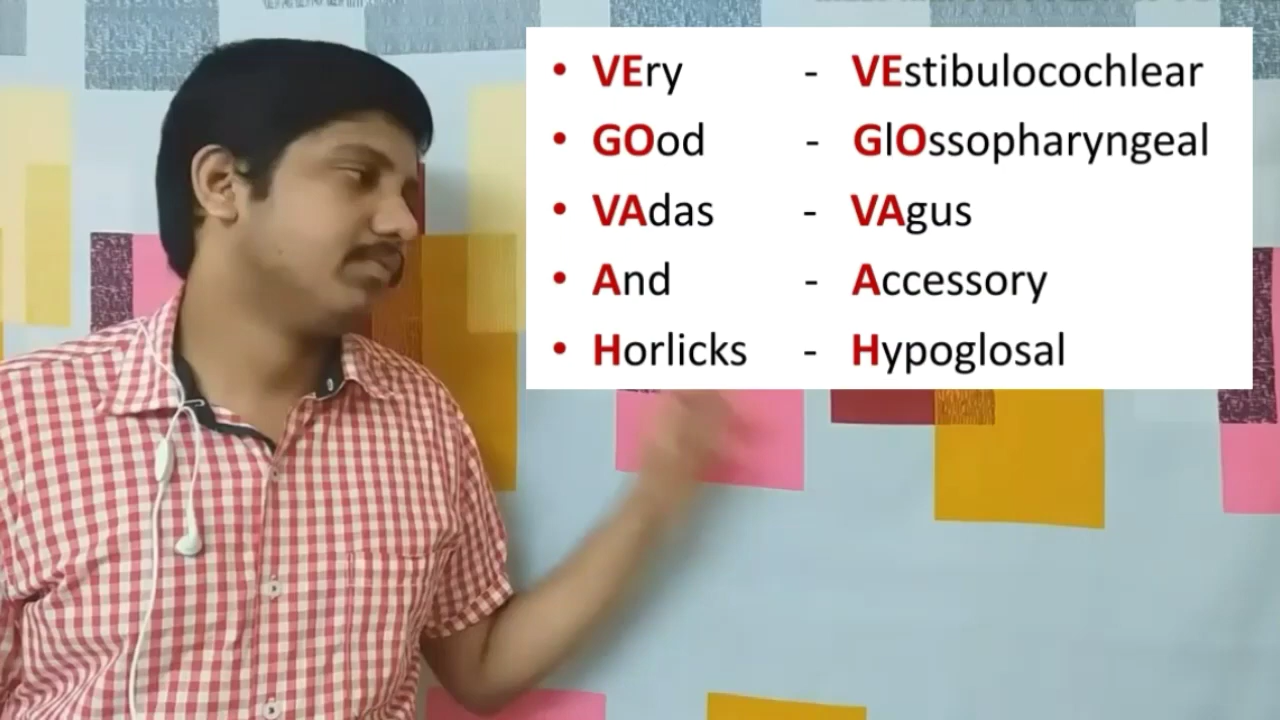 • VEry - VEstibulocochlear
• GOod - GlOssopharyngeal
• VAdas - VAgus
• And - Accessory
• Horlicks - Hypoglosal